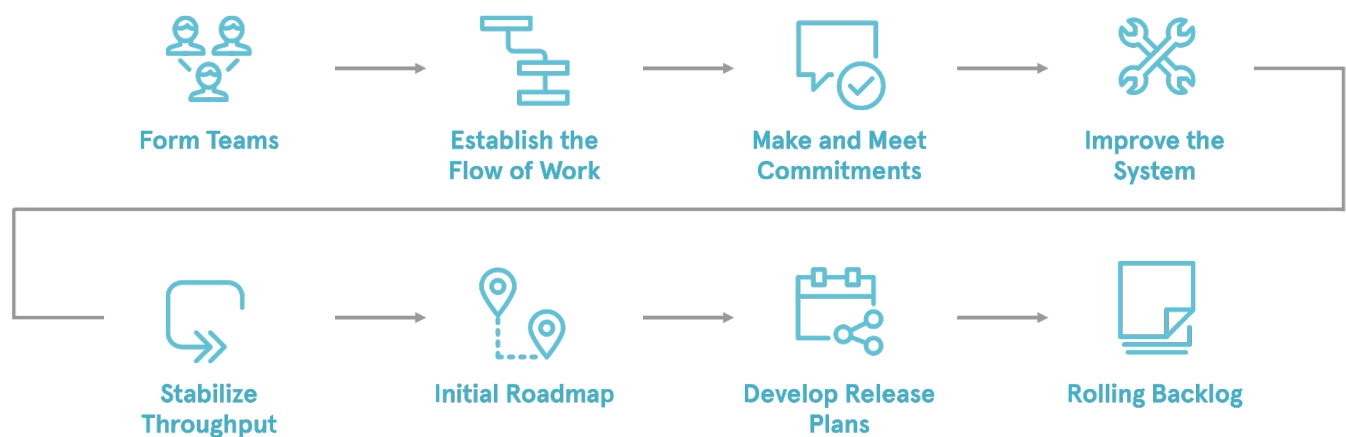 Form Teams
Establish the
Flow of Work
Make and Meet
Commitments
Improve the
System
Stabilize
Throughput
Initial Roadmap
Develop Release
Plans
Rolling Backlog